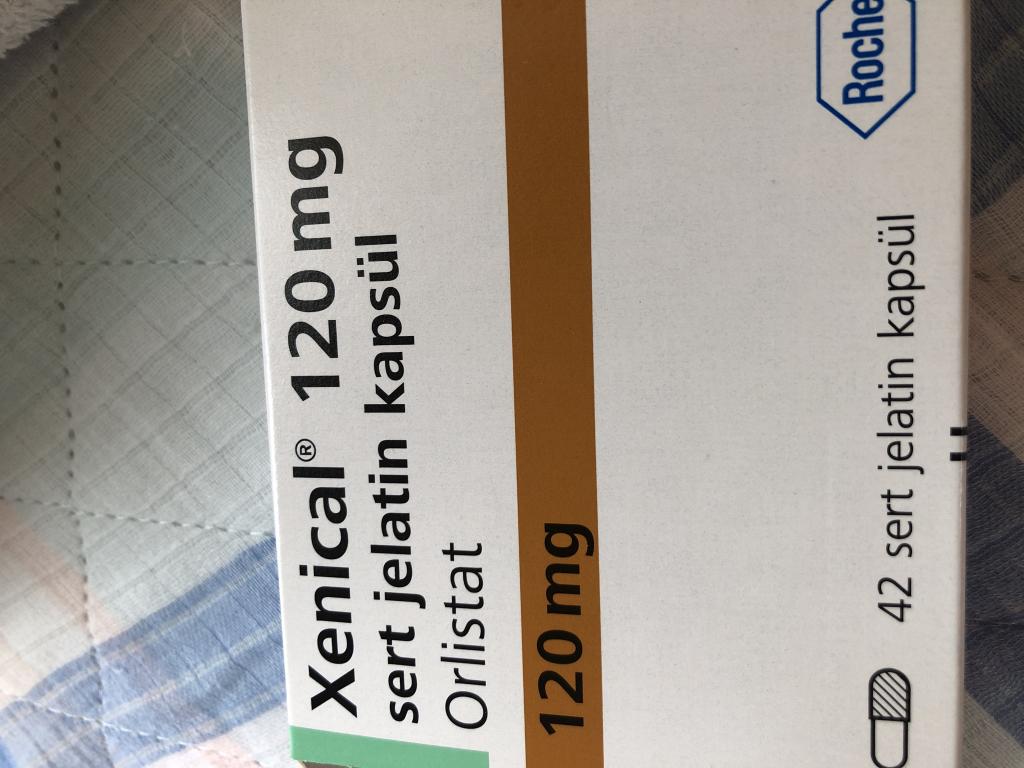 Xenical® 120 mg
sert jelatin kapsül
Orlistat
120 mg
Roche
42 sert jelatin kapsül